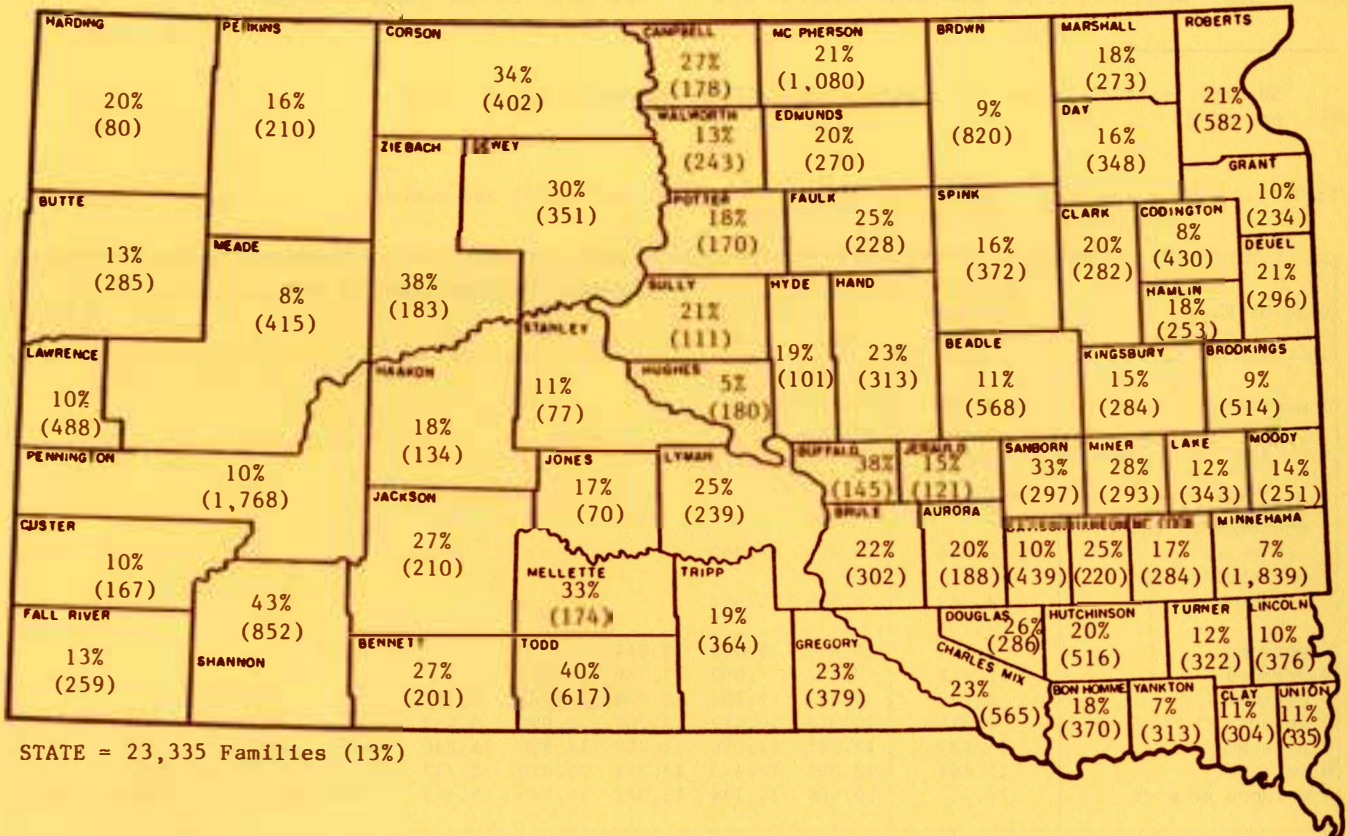 HARDING
20%
(80)
PERKINS
16%
(210)
CORSON
34%
(402)
CAMPBELL
27%
(178)
MC PHERSON
21%
(1,080)
BROWN
9%
(820)
MARSHALL
18%
(273)
ROBERTS
21%
(582)
WALWORTH
13%
(243)
EDMUNDS
20%
(270)
DAY
16%
(348)
GRANT
10%
(234)
BUTTE
13%
(285)
MEADE
8%
(415)
ZIEBACH
38%
(183)
DEWEY
30%
(351)
POTTER
18%
(170)
FAULK
25%
(228)
SPINK
16%
(372)
CLARK
20%
(282)
CODINGTON
8%
(430)
DEUEL
21%
(296)
HAMLIN
18%
(253)
LAWRENCE
10%
(488)
HAAKON
18%
(134)
STANLEY
11%
(77)
SULLY
21%
(111)
HYDE
19%
(101)
HAND
23%
(313)
HUGHES
5%
(180)
BEADLE
11%
(568)
KINGSBURY
15%
(284)
BROOKINGS
9%
(514)
PENNINGTON
10%
(1,768)
JACKSON
27%
(210)
JONES
17%
(70)
LYMAN
25%
(239)
BUFFALO
38%
(145)
JERAULD
15%
(121)
SANBORN
33%
(297)
MINER
28%
(293)
LAKE
12%
(343)
MOODY
14%
(251)
CUSTER
10%
(167)
BRULE
22%
(302)
AURORA
20%
(188)
10%
(439)
25%
(220)
MC COOK
17%
(284)
MINNEHAHA
7%
(1,839)
FALL RIVER
13%
(259)
43%
(852)
SHANNON
BENNETT
27%
(201)
MELLETTE
33%
(174)
TODD
40%
(617)
TRIPP
19%
(364)
GREGORY
23%
(379)
DOUGLAS
26%
(286)
CHARLES MIX
23%
(565)
HUTCHINSON
20%
(516)
TURNER
12%
(322)
LINCOLN
10%
(376)
BON HOMME
18%
(370)
YANKTON
7%
(313)
CLAY
11%
(304)
UNION
11%
(335)
STATE = 23,335 Families (13%)